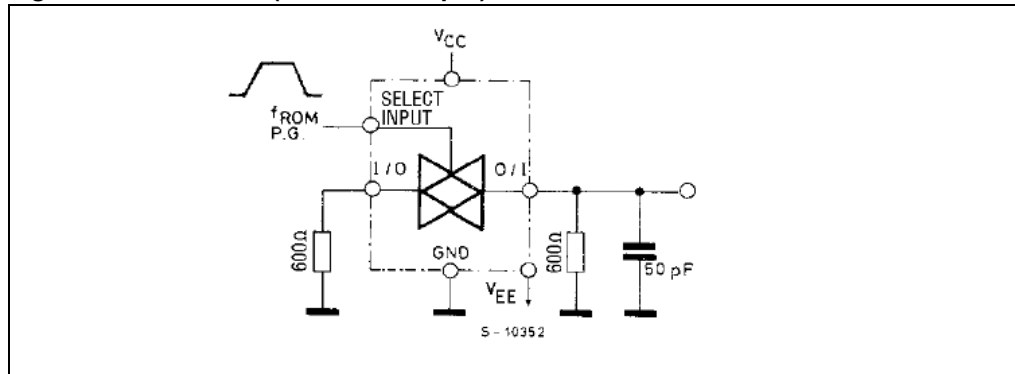 VCC
SELECT
INPUT
fROM
P.G.
I/O
O/I
600Ω
GND
600Ω
50 pF
VEE
S-10352